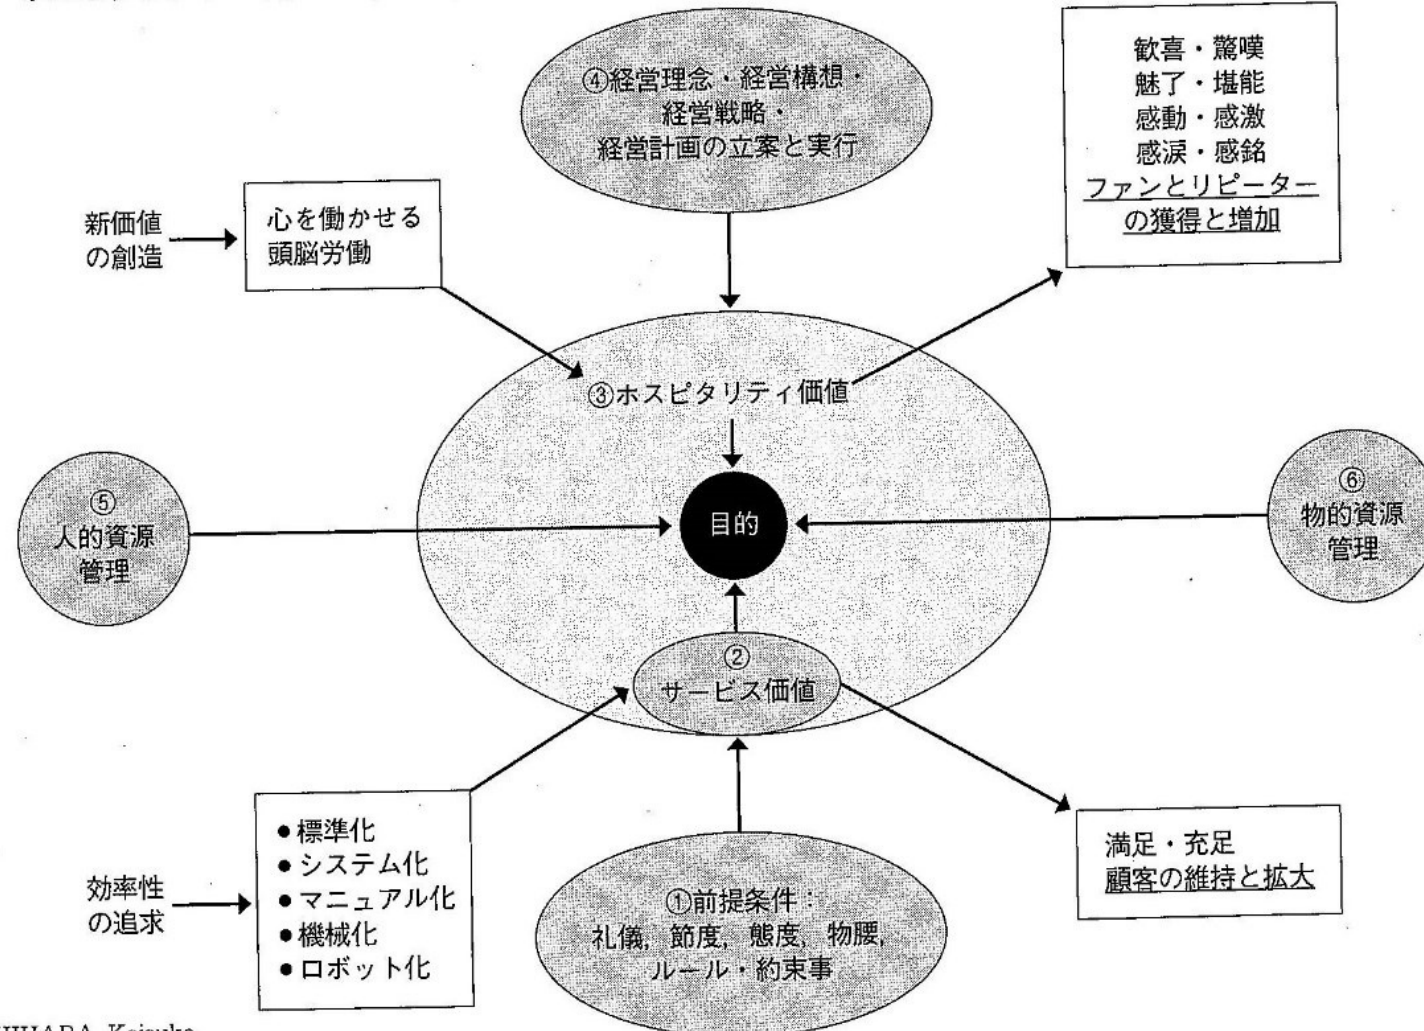 ④経営理念・経営構想・
経営戦略・
経営計画の立案と実行
歓喜・驚嘆
魅了・堪能
感動・感激
感涙・感銘
ファンとリピーター
の獲得と増加
新価値
の創造
心を働かせる
頭脳労働
③ホスピタリティ価値
⑤
人的資源
管理
目的
⑥
物的資源
管理
②
サービス価値
効率性
の追求
●標準化
●システム化
●マニュアル化
●機械化
●ロボット化
①前提条件：
礼儀，節度，態度，物腰，
ルール・約束事
満足・充足
顧客の維持と拡大